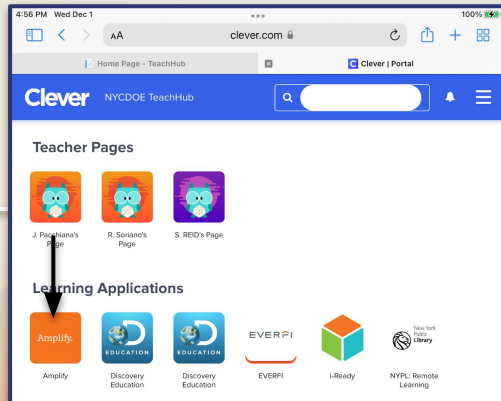 4:56 PM Wed Dec 1
100%
AA
clever.com
Home Page - TeachHub
C Clever | Portal
Clever
NYCDOE TeachHub
Teacher Pages
J. Pacchiana's
Page
R. Soriano's
Page
S. REID's Page
Learning Applications
Amplify.
D
EDUCATION
D
EDUCATION
EVERFI
New York
Public
Library
Amplify
Discovery
Education
Discovery
Education
EVERFI
i-Ready
NYPL: Remote
Learning